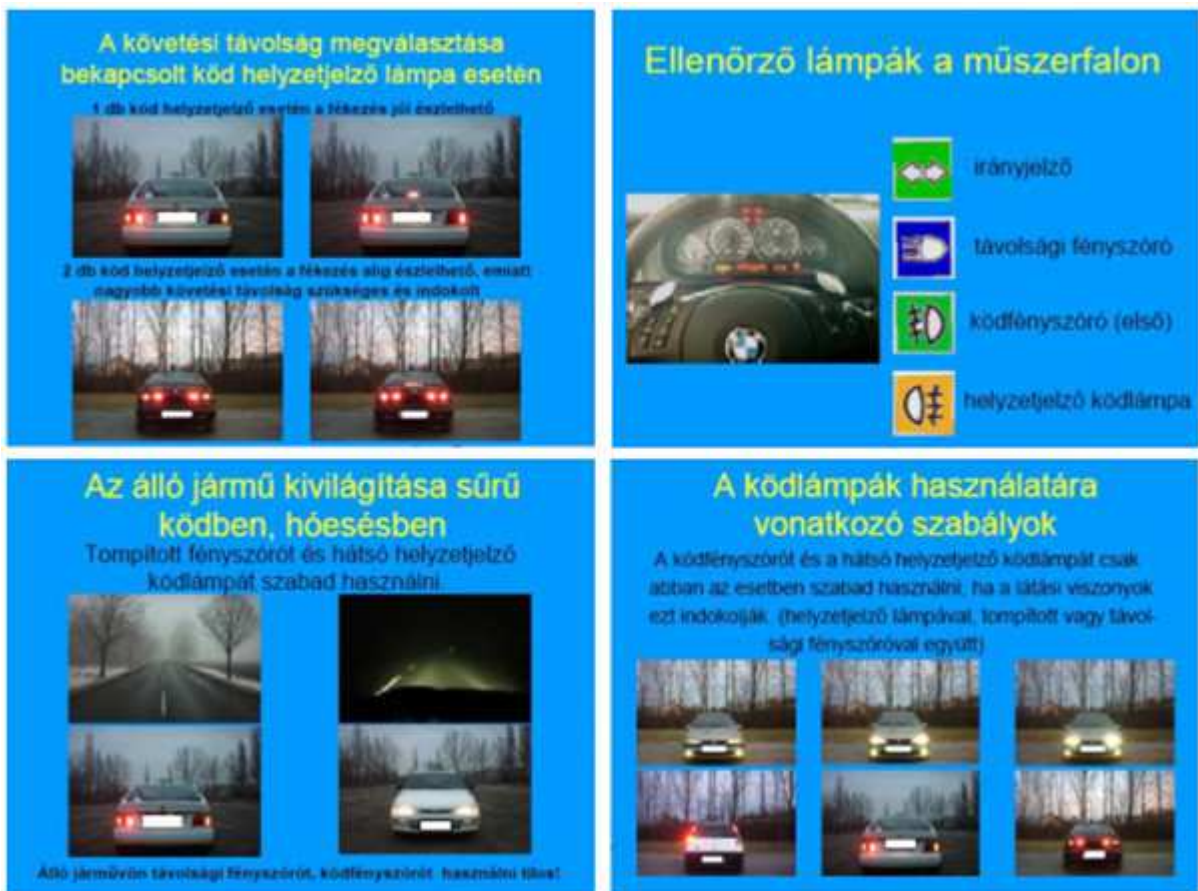 A követési távolság megválasztása
bekapcsolt köd helyzetjelző lámpa esetén
1 db köd helyzetjelző esetén a fékezés jól észlelhető
2 db köd helyzetjelző esetén a fékezés alig észlelhető, emiatt
nagyobb követési távolság szükséges és indokolt
Ellenőrző lámpák a műszerfalon
irányjelző
távolsági fényszóró
ködfényszóró (első)
helyzetjelző ködlámpa
Az álló jármű kivilágítása sűrű
ködben, hóesésben
Tompított fényszórót és hátsó helyzetjelző
ködlámpát szabad használni
Álló járművön távolsági fényszórót, ködfényszórót használni tilos!
A ködlámpák használatára
vonatkozó szabályok
A ködfényszórót és a hátsó helyzetjelző ködlámpát csak
abban az esetben szabad használni, ha a látási viszonyok
ezt indokolják (helyzetjelző lámpával, tompított vagy távol-
sági fényszóróval együtt)